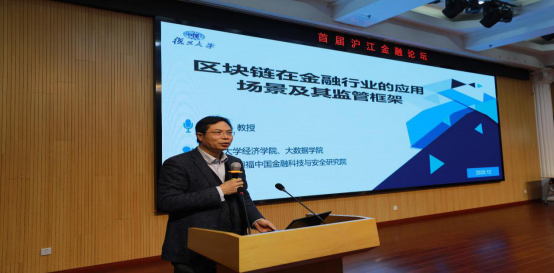 首届沪江金融论坛
复旦大学
区块链在金融行业的应用
场景及其监管框架
教授
大学经济学院、大数据学院
中国金融科技与安全研究院